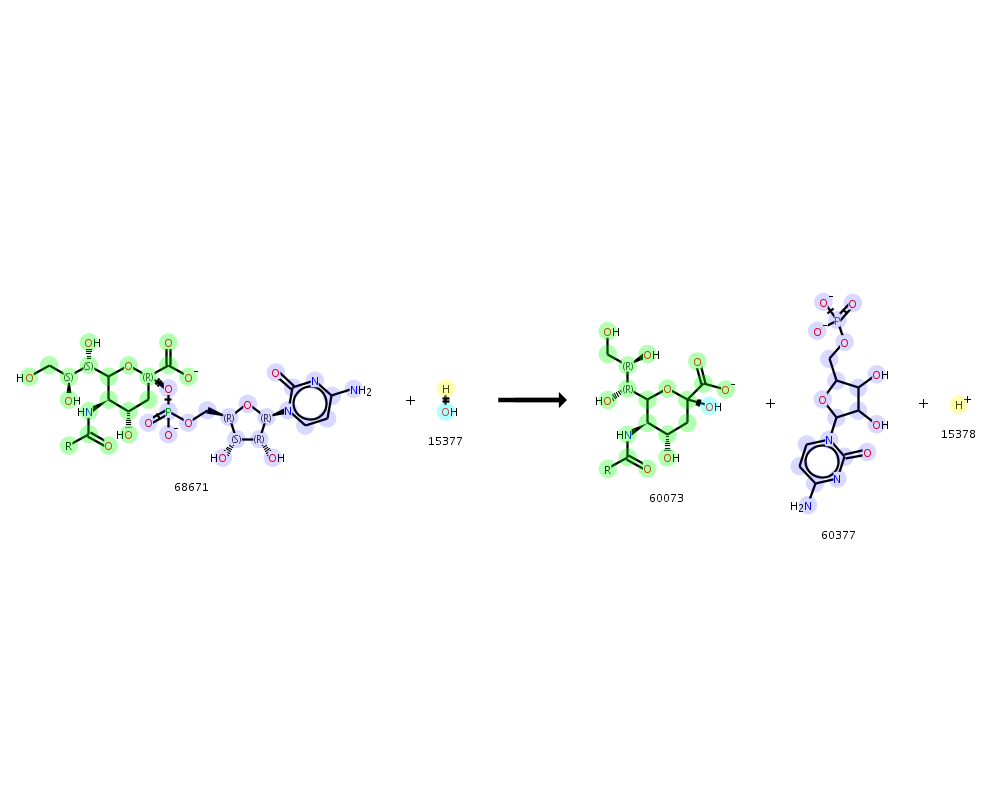 OH
O
HO
(S)
(S)
O
(R)
O⁻
OH
O
HN
HO
O
P
O
R
O
O⁻
O
N
NH₂
O
N
(R)
(R)
(S)
(R)
HO
OH
68671
+
H
OH
15377
OH
OH
(R)
HO
(R)
O
O
O⁻
OH
HN
OH
R
O
60073
+
O⁻
O
P
O⁻
O
OH
O
OH
N
O
N
H₂N
60377
+
H⁺
15378